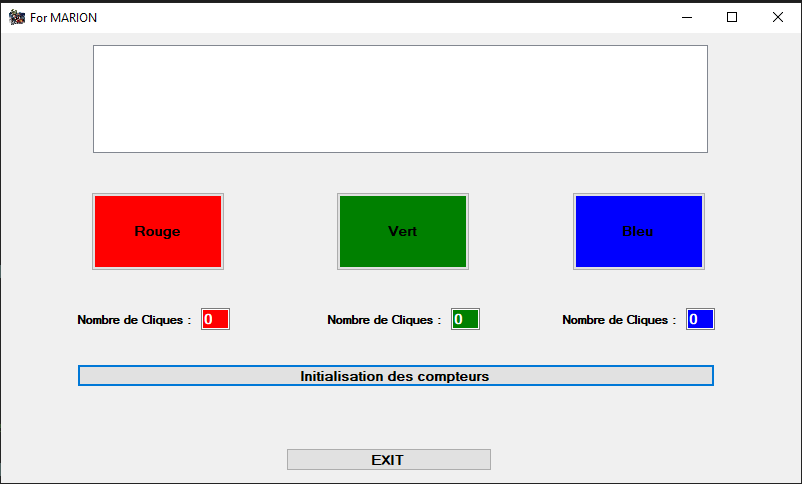 For MARION
Rouge
Vert
Bleu
Nombre de Cliques : 0
Nombre de Cliques : 0
Nombre de Cliques : 0
Initialisation des compteurs
EXIT